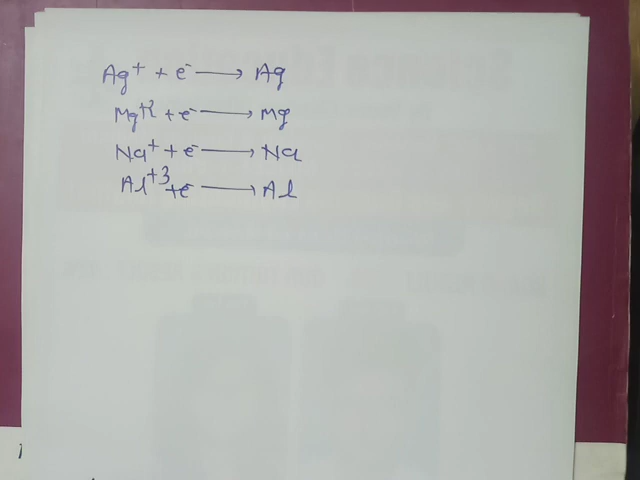 Ag⁺ + e⁻ ⟶ Ag
Mg⁺² + e⁻ ⟶ Mg
Na⁺ + e⁻ ⟶ Na
Al⁺³ + e⁻ ⟶ Al